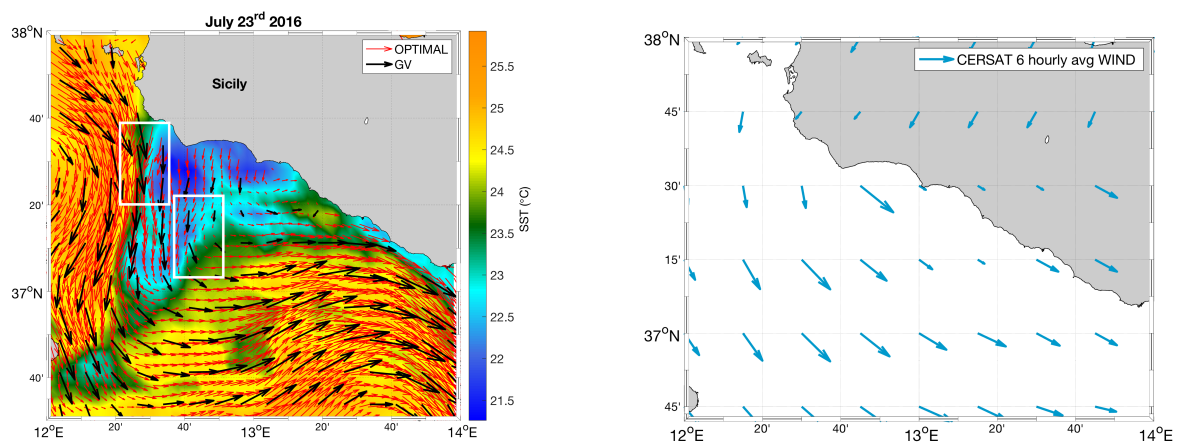 July 23rd 2016
38°N
OPTIMAL
GV
Sicily
40'
20'
37°N
40'
12°E
20'
40'
13°E
20'
40'
14°E
25.5
25
24.5
24
23.5
23
22.5
22
21.5
SST (°C)
38°N
CERSAT 6 hourly avg WIND
45'
30'
15'
37°N
45'
12°E
20'
40'
13°E
20'
40'
14°E